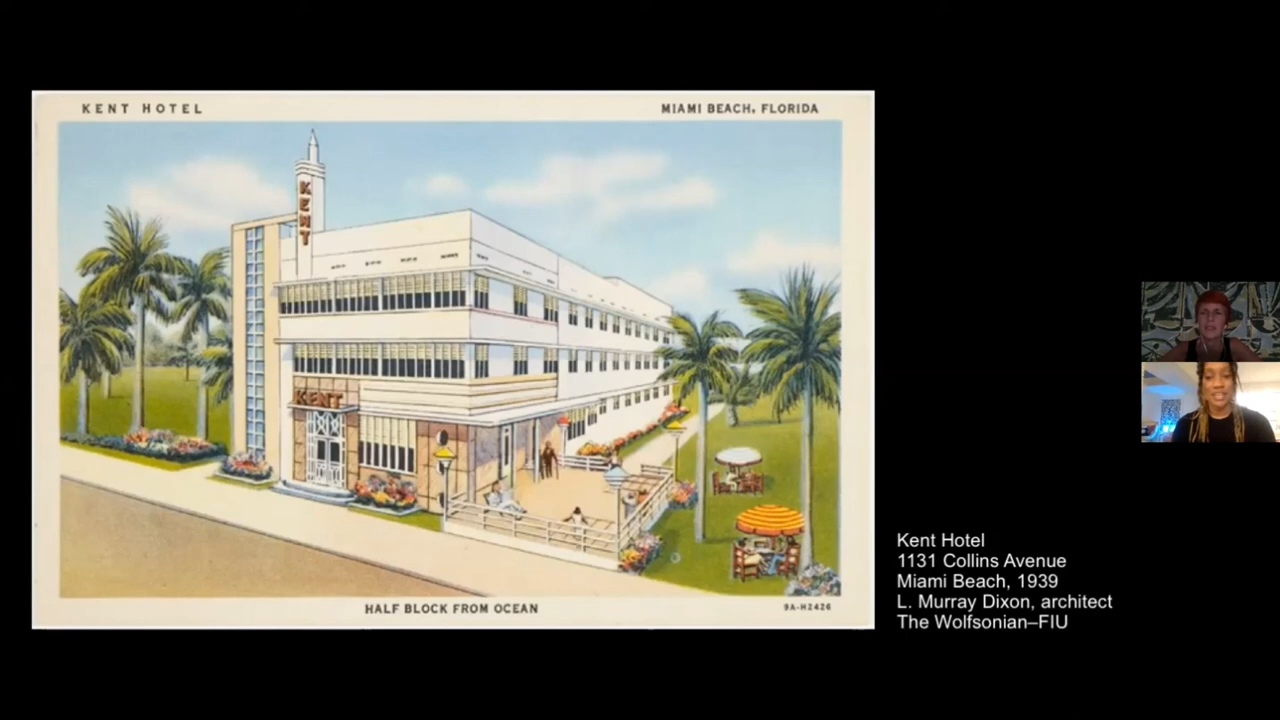 KENT HOTEL
MIAMI BEACH, FLORIDA
KENT
KENT
HALF BLOCK FROM OCEAN
9A-H2426
Kent Hotel
1131 Collins Avenue
Miami Beach, 1939
L. Murray Dixon, architect
The Wolfsonian–FIU